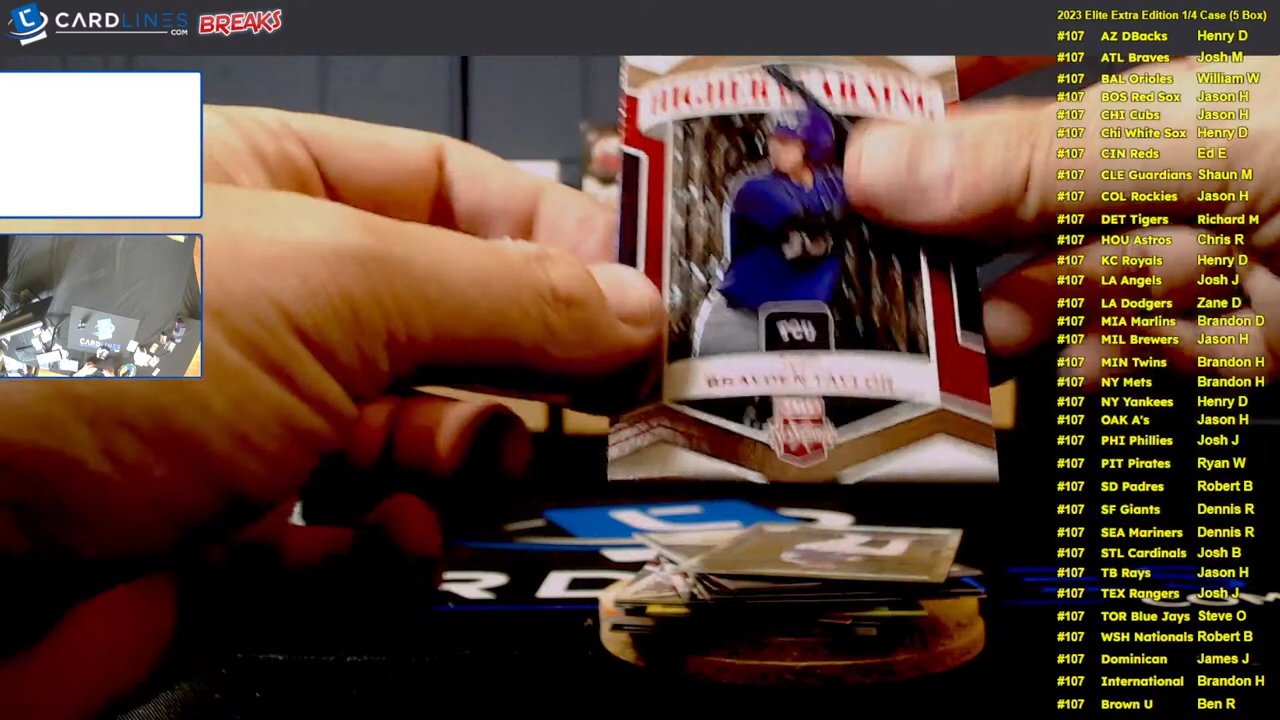 CARDLINES
.COM
BREAKS
2023 Elite Extra Edition 1/4 Case (5 Box)
#107 AZ DBacks Henry D
#107 ATL Braves Josh M
#107 BAL Orioles William W
#107 BOS Red Sox Jason H
#107 CHI Cubs Jason H
#107 Chi White Sox Henry D
#107 CIN Reds Ed E
#107 CLE Guardians Shaun M
#107 COL Rockies Jason H
#107 DET Tigers Richard M
#107 HOU Astros Chris R
#107 KC Royals Henry D
#107 LA Angels Josh J
#107 LA Dodgers Zane D
#107 MIA Marlins Brandon D
#107 MIL Brewers Jason H
#107 MIN Twins Brandon H
#107 NY Mets Brandon H
#107 NY Yankees Henry D
#107 OAK A's Jason H
#107 PHI Phillies Josh J
#107 PIT Pirates Ryan W
#107 SD Padres Robert B
#107 SF Giants Dennis R
#107 SEA Mariners Dennis R
#107 STL Cardinals Josh B
#107 TB Rays Jason H
#107 TEX Rangers Josh J
#107 TOR Blue Jays Steve O
#107 WSH Nationals Robert B
#107 Dominican James J
#107 International Brandon H
#107 Brown U Ben R
HIGHER LEARNING
BRAYDEN TAYLOR